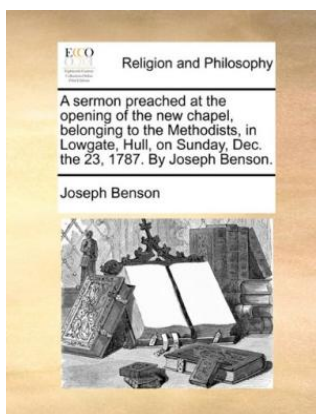 ECCO
Religion and Philosophy
A sermon preached at the
opening of the new chapel,
belonging to the Methodists, in
Lowgate, Hull, on Sunday, Dec.
the 23, 1787. By Joseph Benson.
Joseph Benson